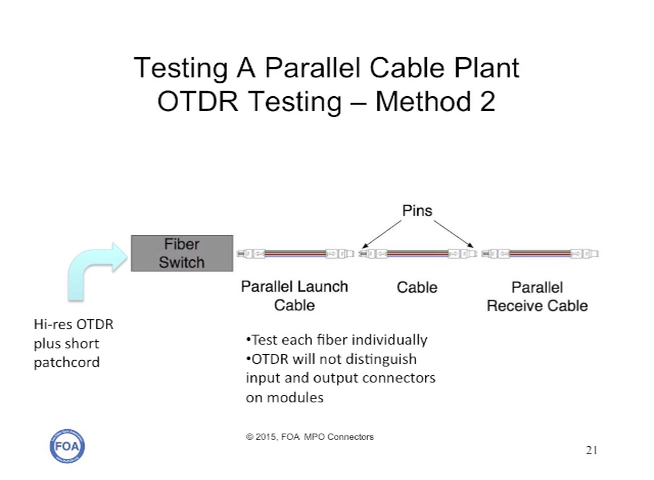 Testing A Parallel Cable Plant
OTDR Testing – Method 2
Pins
Fiber
Switch
Parallel Launch
Cable
Cable
Parallel
Receive Cable
Hi-res OTDR
plus short
patchcord
•Test each fiber individually
•OTDR will not distinguish
input and output connectors
on modules
FOA
© 2015, FOA MPO Connectors
21